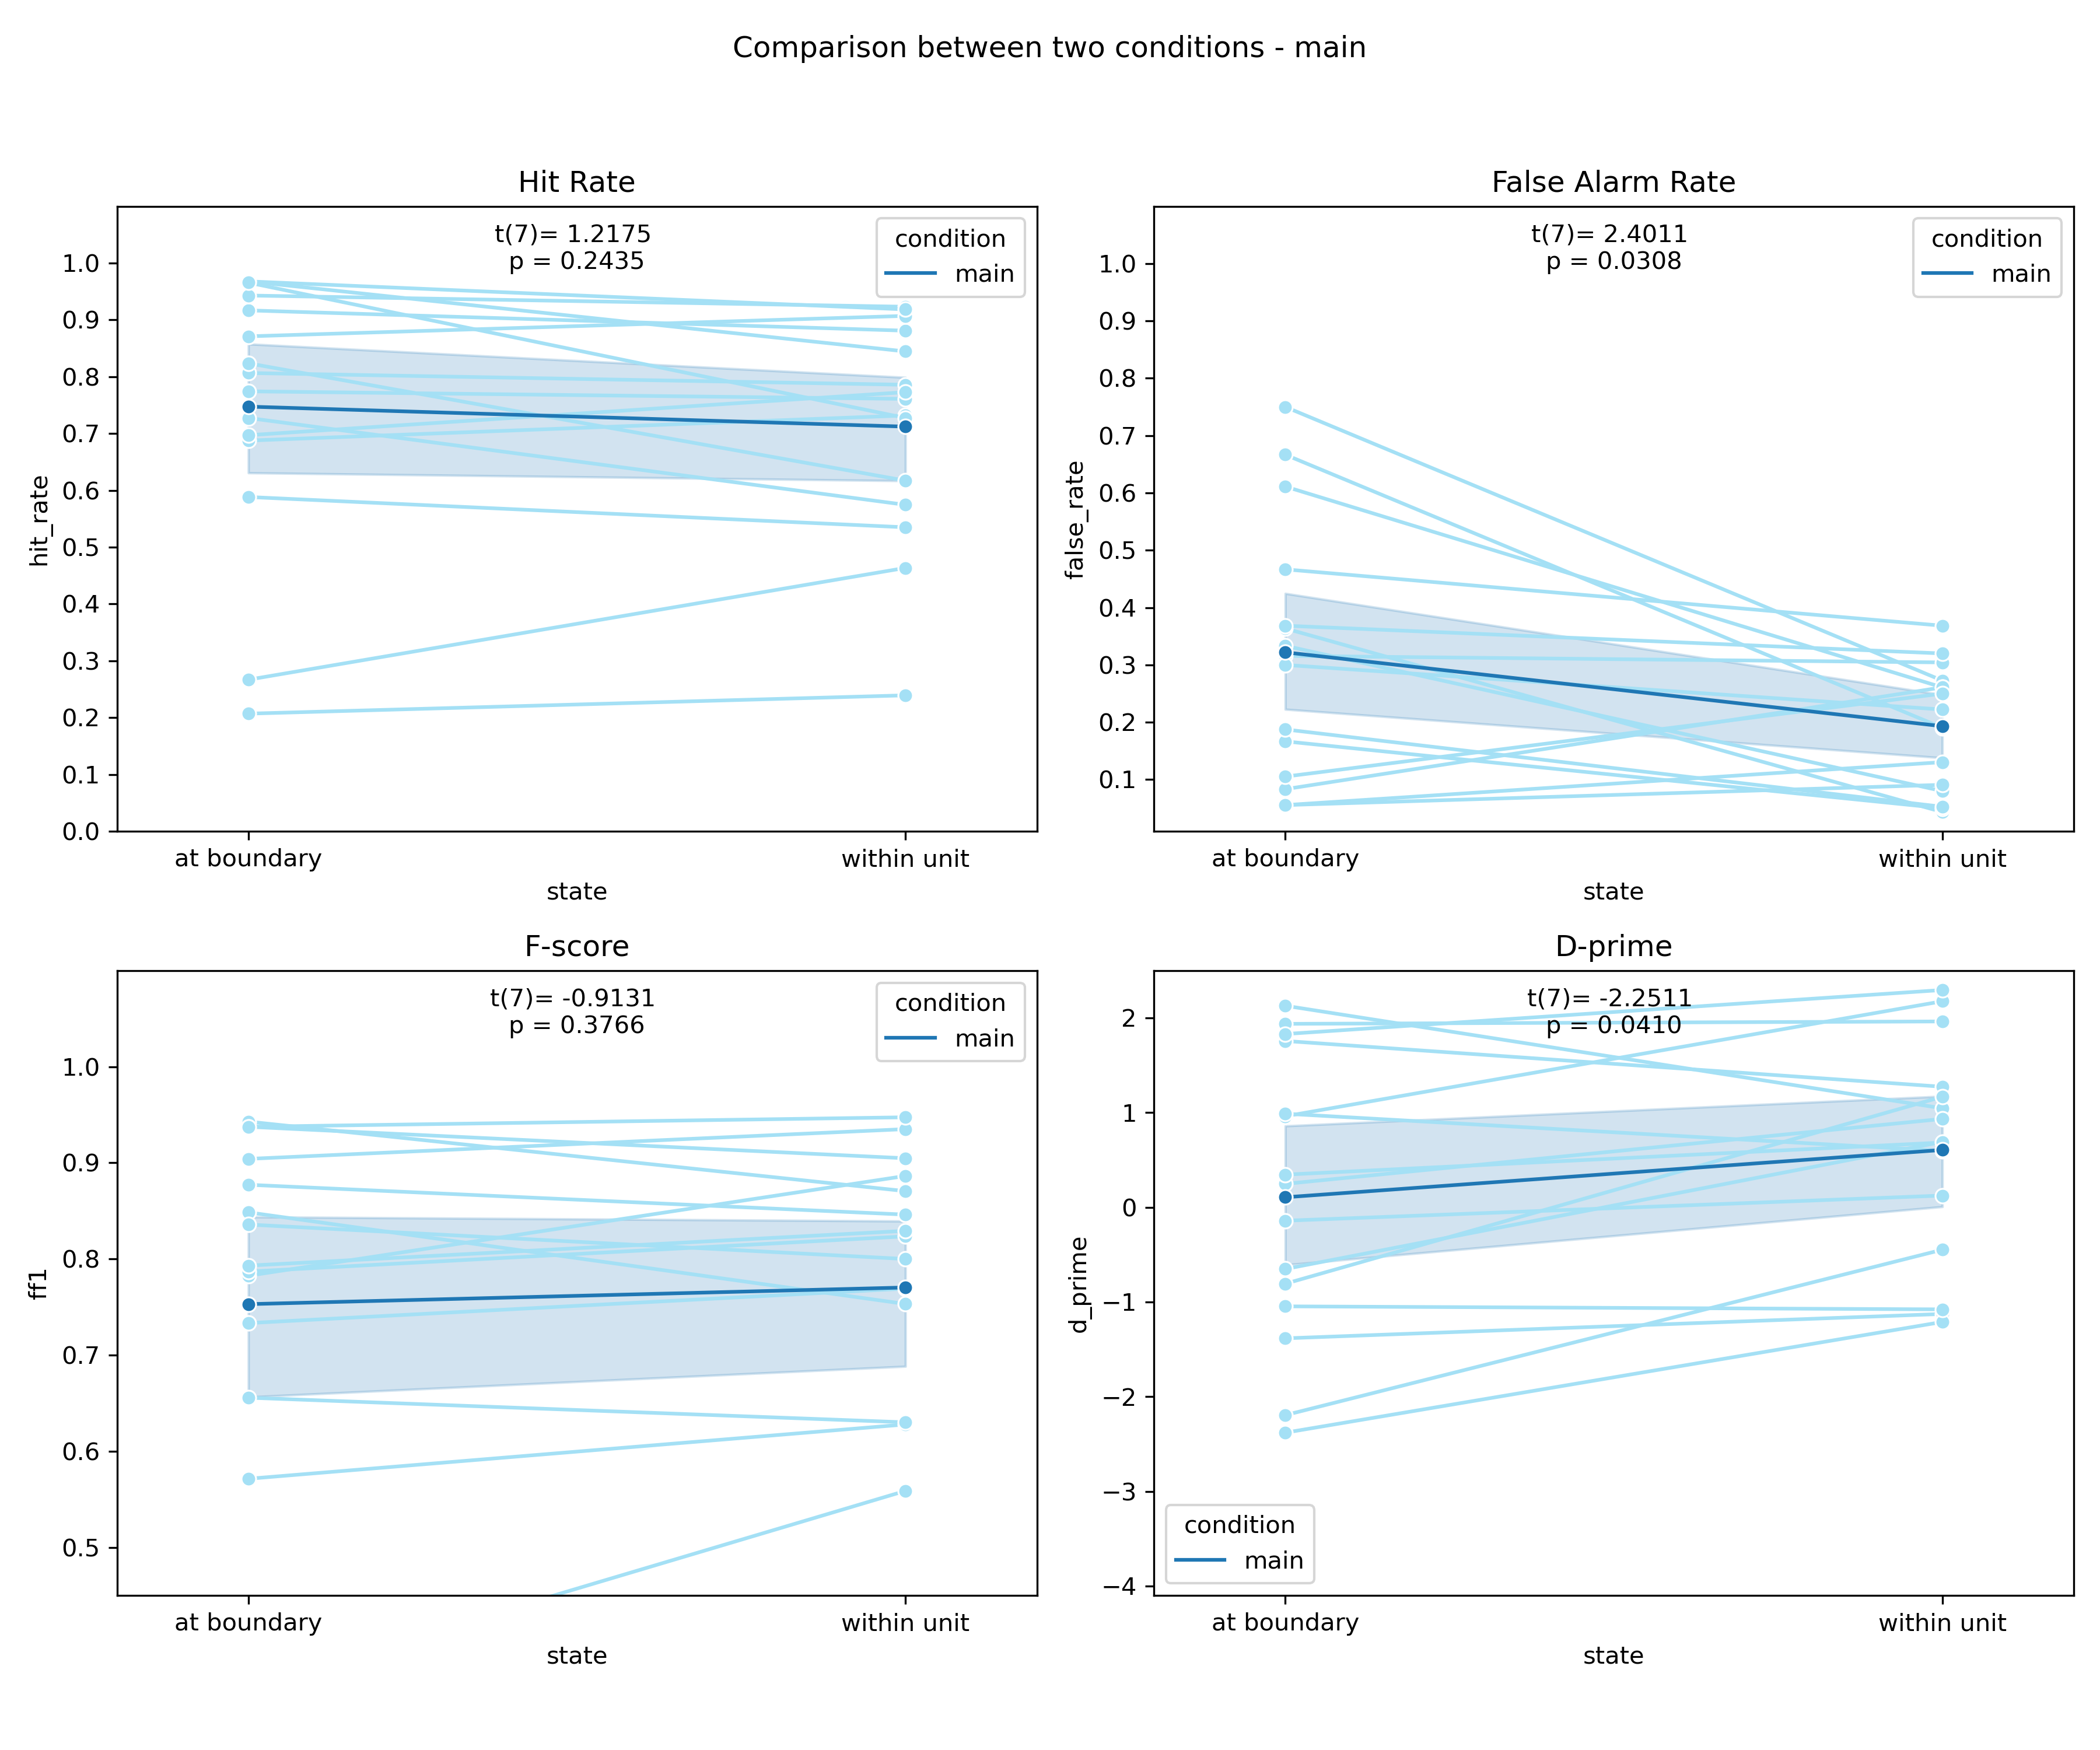 Comparison between two conditions - main
Hit Rate
t(7)= 1.2175
p = 0.2435
condition
main
1.0
0.9
0.8
0.7
0.6
0.5
0.4
0.3
0.2
0.1
0.0
hit_rate
at boundary
within unit
state
False Alarm Rate
t(7)= 2.4011
p = 0.0308
condition
main
1.0
0.9
0.8
0.7
0.6
0.5
0.4
0.3
0.2
0.1
false_rate
at boundary
within unit
state
F-score
t(7)= -0.9131
p = 0.3766
condition
main
1.0
0.9
0.8
0.7
0.6
0.5
ff1
at boundary
within unit
state
D-prime
t(7)= -2.2511
p = 0.0410
2
1
0
−1
−2
−3
−4
d_prime
condition
main
at boundary
within unit
state